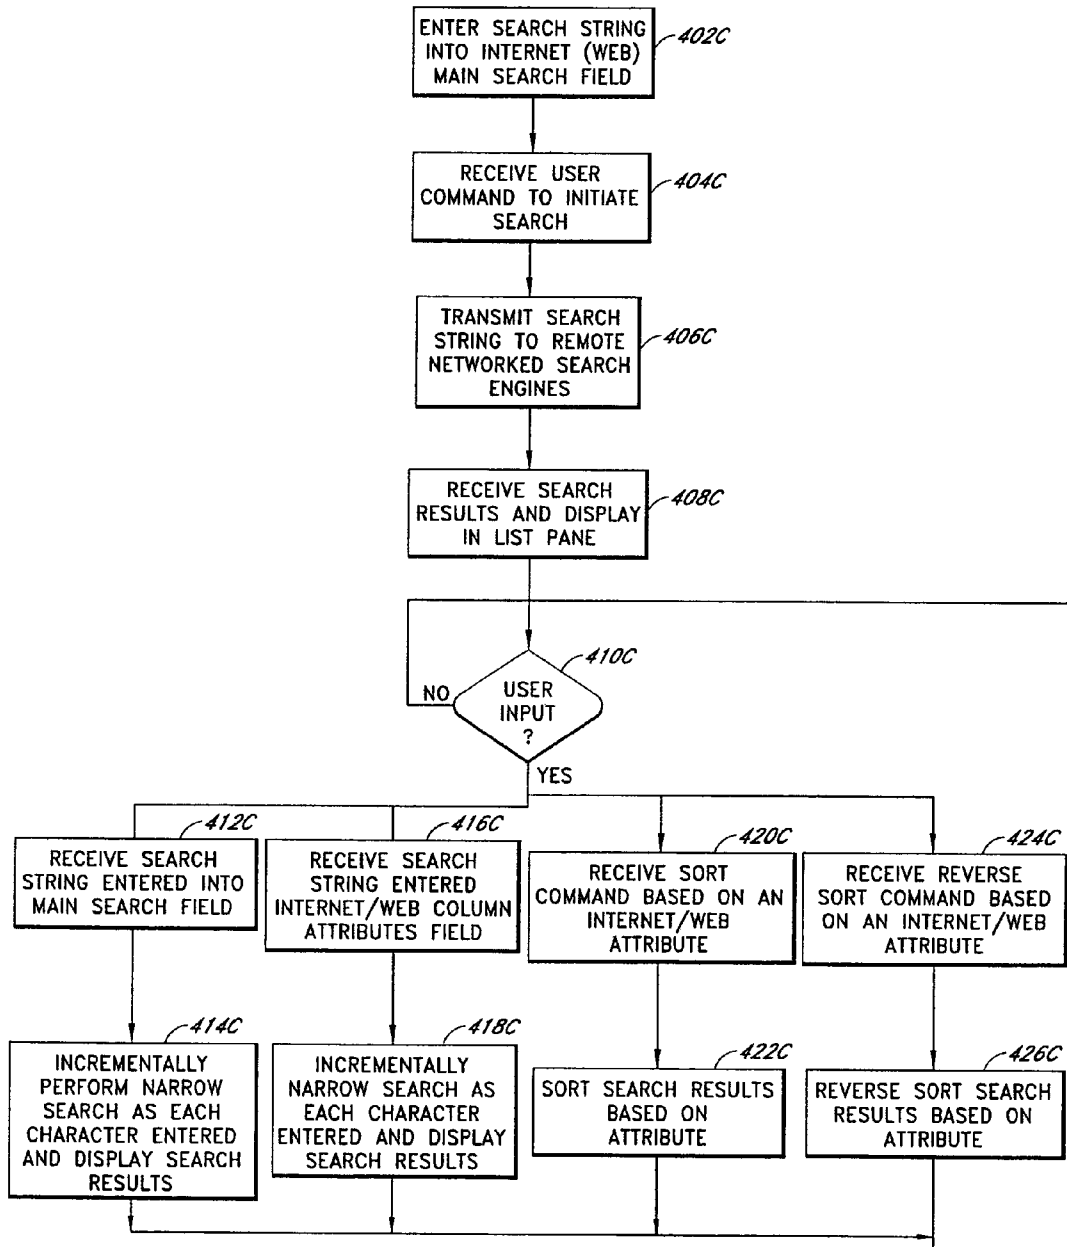 ENTER SEARCH STRING
INTO INTERNET (WEB)
MAIN SEARCH FIELD
402C
RECEIVE USER
COMMAND TO INITIATE
SEARCH
404C
TRANSMIT SEARCH
STRING TO REMOTE
NETWORKED SEARCH
ENGINES
406C
RECEIVE SEARCH
RESULTS AND DISPLAY
IN LIST PANE
408C
410C
USER
INPUT
?
NO
YES
412C
RECEIVE SEARCH
STRING ENTERED INTO
MAIN SEARCH FIELD
416C
RECEIVE SEARCH
STRING ENTERED
INTERNET/WEB COLUMN
ATTRIBUTES FIELD
420C
RECEIVE SORT
COMMAND BASED ON AN
INTERNET/WEB
ATTRIBUTE
424C
RECEIVE REVERSE
SORT COMMAND BASED
ON AN INTERNET/WEB
ATTRIBUTE
414C
INCREMENTALLY
PERFORM NARROW
SEARCH AS EACH
CHARACTER ENTERED
AND DISPLAY SEARCH
RESULTS
418C
INCREMENTALLY
NARROW SEARCH AS
EACH CHARACTER
ENTERED AND DISPLAY
SEARCH RESULTS
422C
SORT SEARCH RESULTS
BASED ON
ATTRIBUTE
426C
REVERSE SORT SEARCH
RESULTS BASED ON
ATTRIBUTE